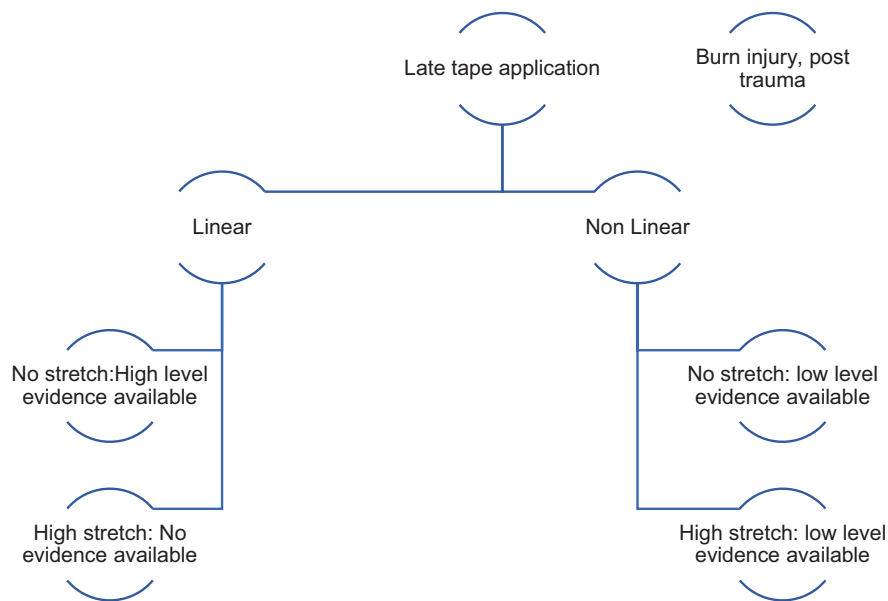 Late tape application
Burn injury, post
trauma
Linear
Non Linear
No stretch:High level
evidence available
No stretch: low level
evidence available
High stretch: No
evidence available
High stretch: low level
evidence available